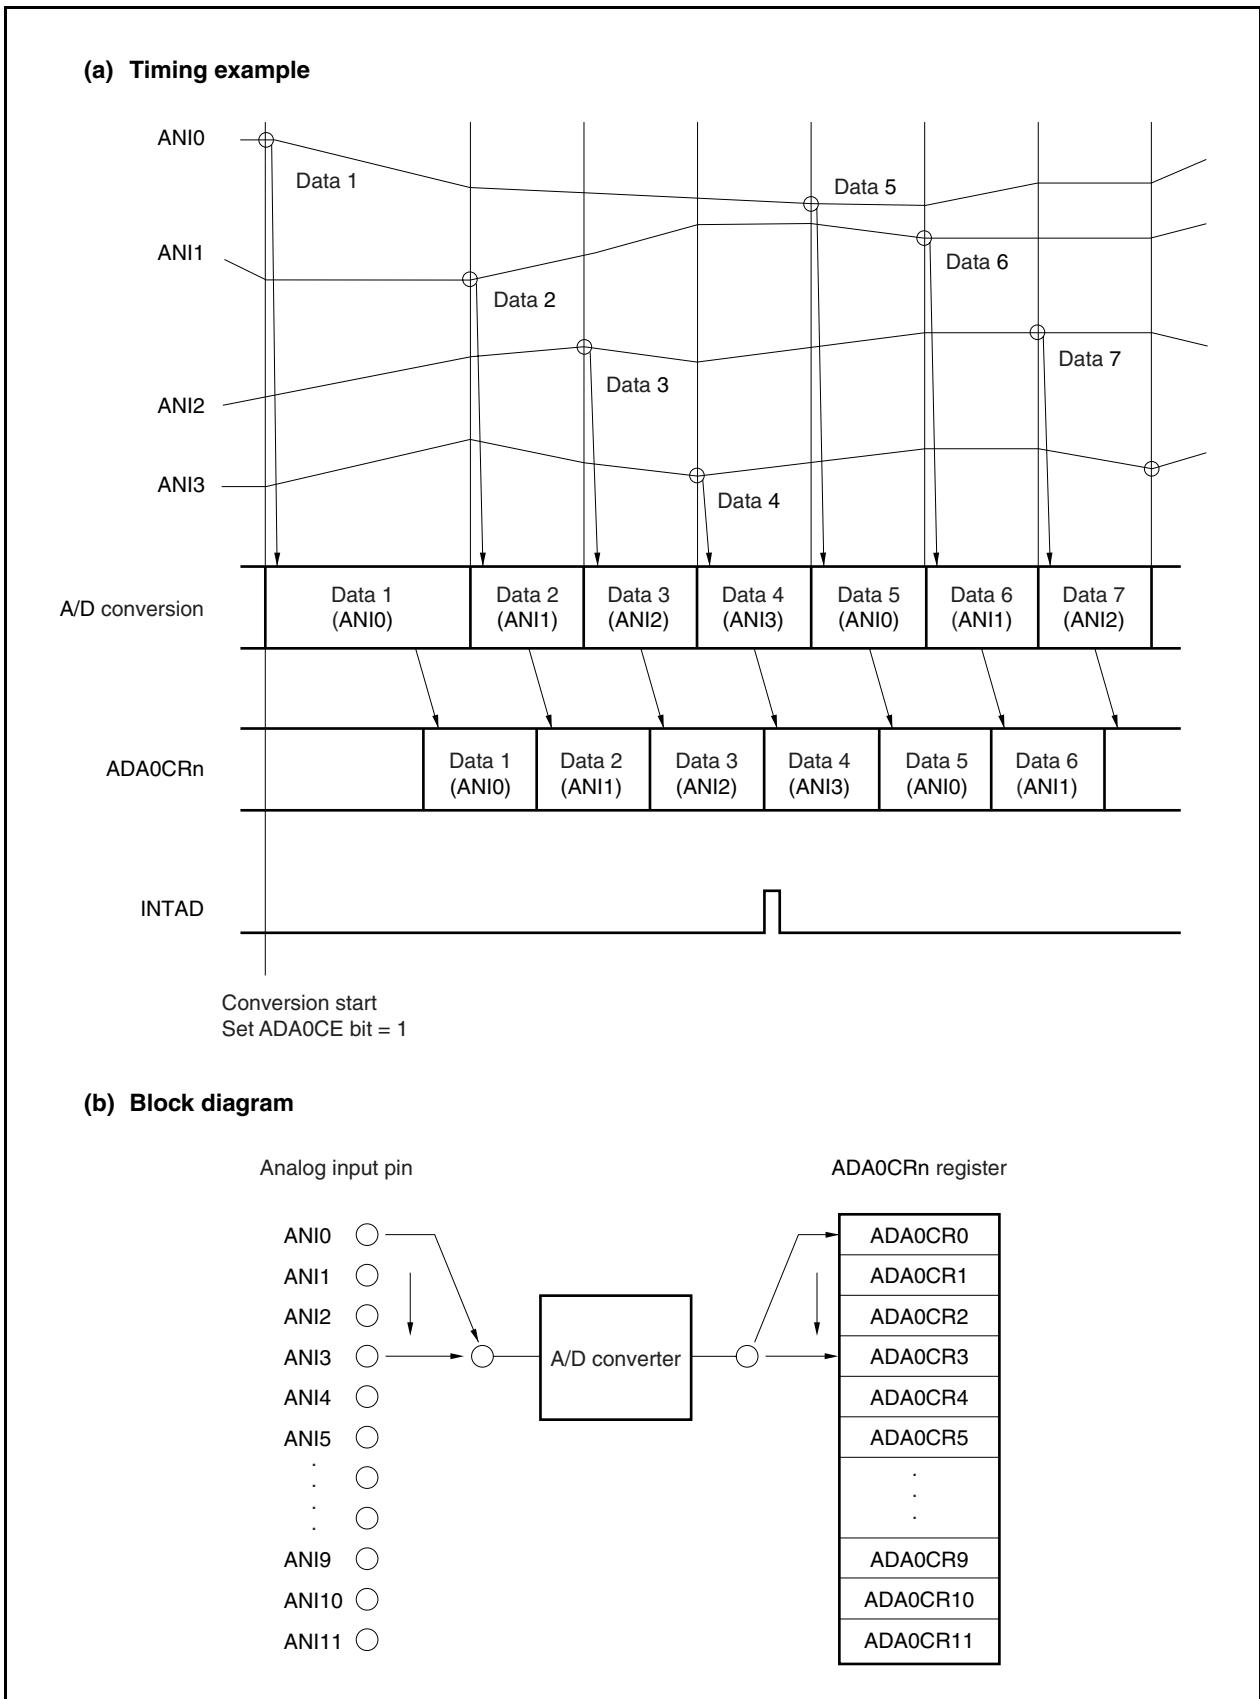 (a) Timing example
ANI0
Data 1
Data 5
ANI1
Data 2
Data 6
ANI2
Data 3
Data 7
ANI3
Data 4
A/D conversion
Data 1
(ANI0)
Data 2
(ANI1)
Data 3
(ANI2)
Data 4
(ANI3)
Data 5
(ANI0)
Data 6
(ANI1)
Data 7
(ANI2)
ADA0CRn
Data 1
(ANI0)
Data 2
(ANI1)
Data 3
(ANI2)
Data 4
(ANI3)
Data 5
(ANI0)
Data 6
(ANI1)
INTAD
Conversion start
Set ADA0CE bit = 1
(b) Block diagram
Analog input pin
ADA0CRn register
ANI0
ANI1
ANI2
ANI3
ANI4
ANI5
.
.
.
.
ANI9
ANI10
ANI11
A/D converter
ADA0CR0
ADA0CR1
ADA0CR2
ADA0CR3
ADA0CR4
ADA0CR5
.
.
.
ADA0CR9
ADA0CR10
ADA0CR11